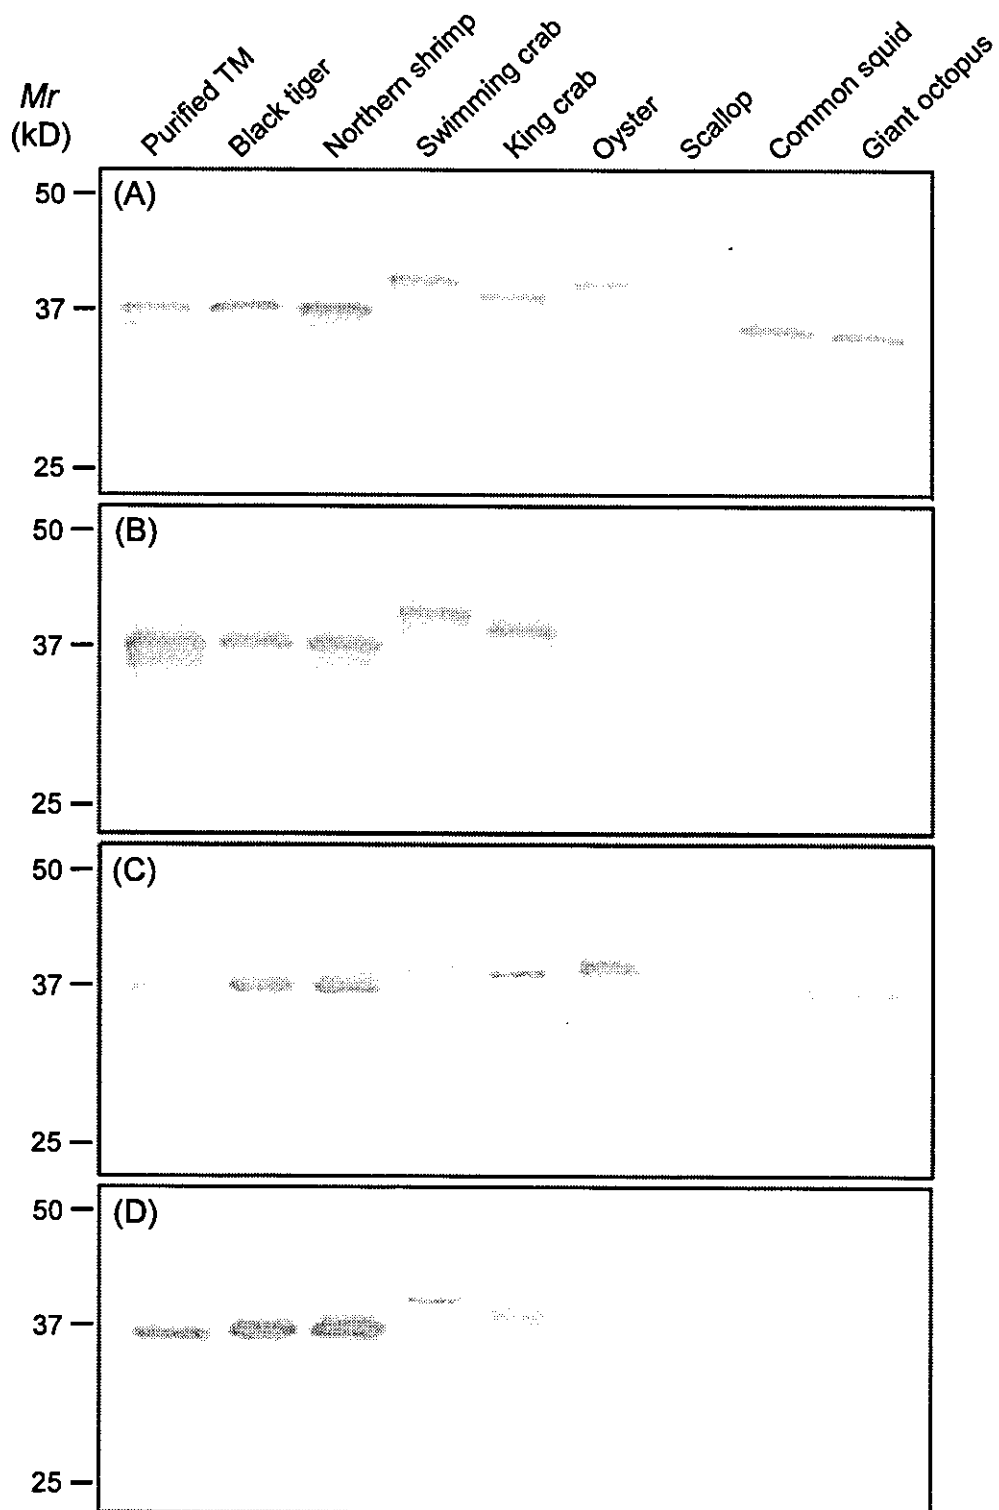 Mr
(kD)
Purified TM
Black tiger
Northern shrimp
Swimming crab
King crab
Oyster
Scallop
Common squid
Giant octopus
(A)
50
37
25
(B)
50
37
25
(C)
50
37
25
(D)
50
37
25